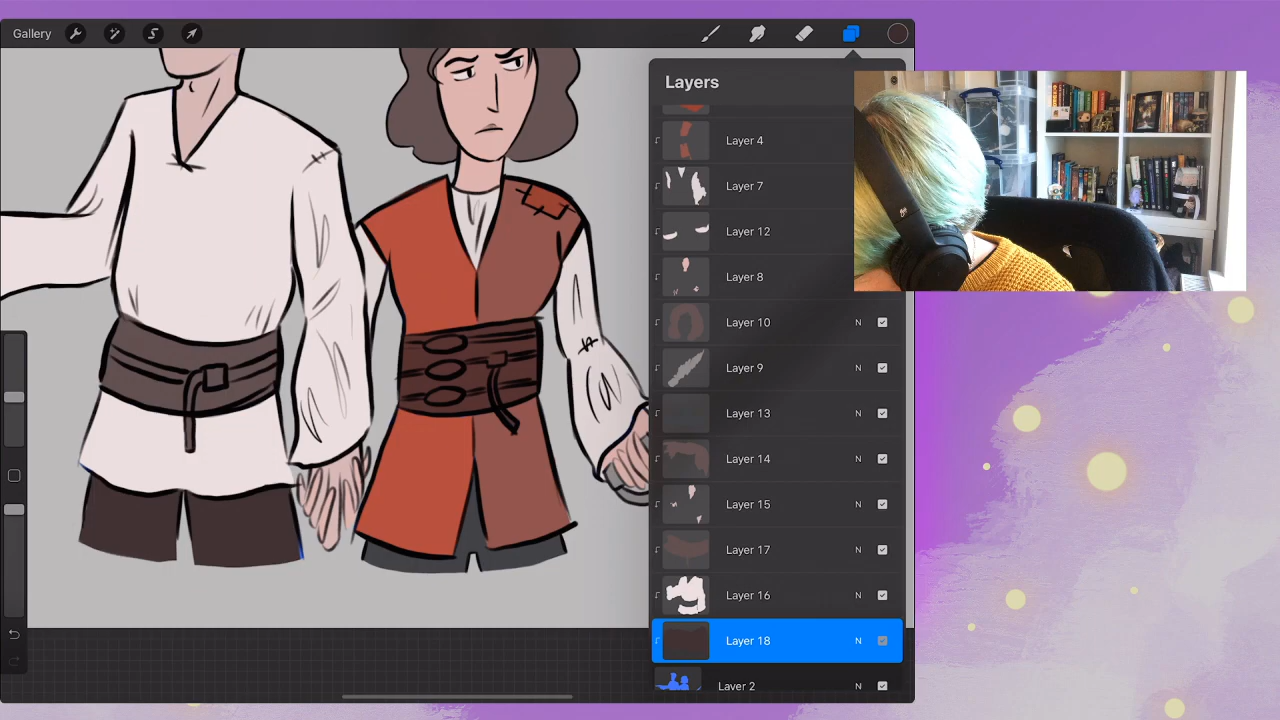 Gallery
Layers
Layer 4
Layer 7
Layer 12
Layer 8
Layer 10 N
Layer 9 N
Layer 13 N
Layer 14 N
Layer 15 N
Layer 17 N
Layer 16 N
Layer 18 N
Layer 2 N